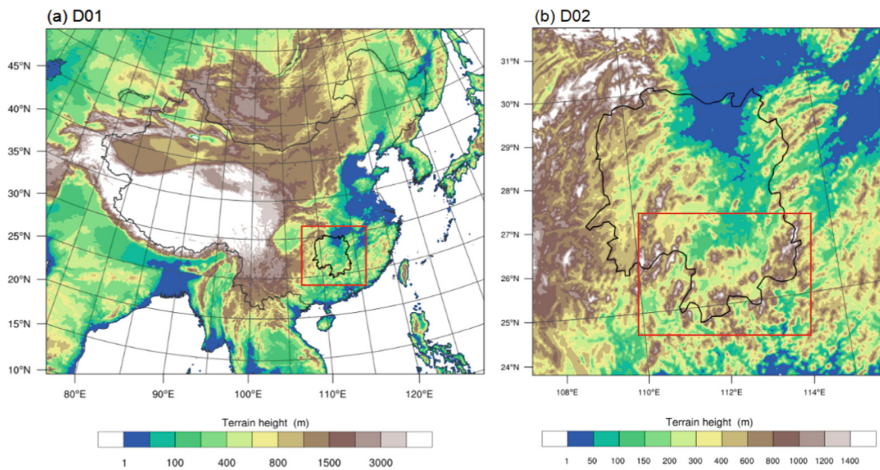 (a) D01
(b) D02
45°N
40°N
35°N
30°N
25°N
20°N
15°N
10°N
80°E 90°E 100°E 110°E 120°E
31°N
30°N
29°N
28°N
27°N
26°N
25°N
24°N
108°E 110°E 112°E 114°E
Terrain height (m)
1 100 400 800 1500 3000
Terrain height (m)
1 50 100 150 200 300 400 600 800 1000 1200 1400